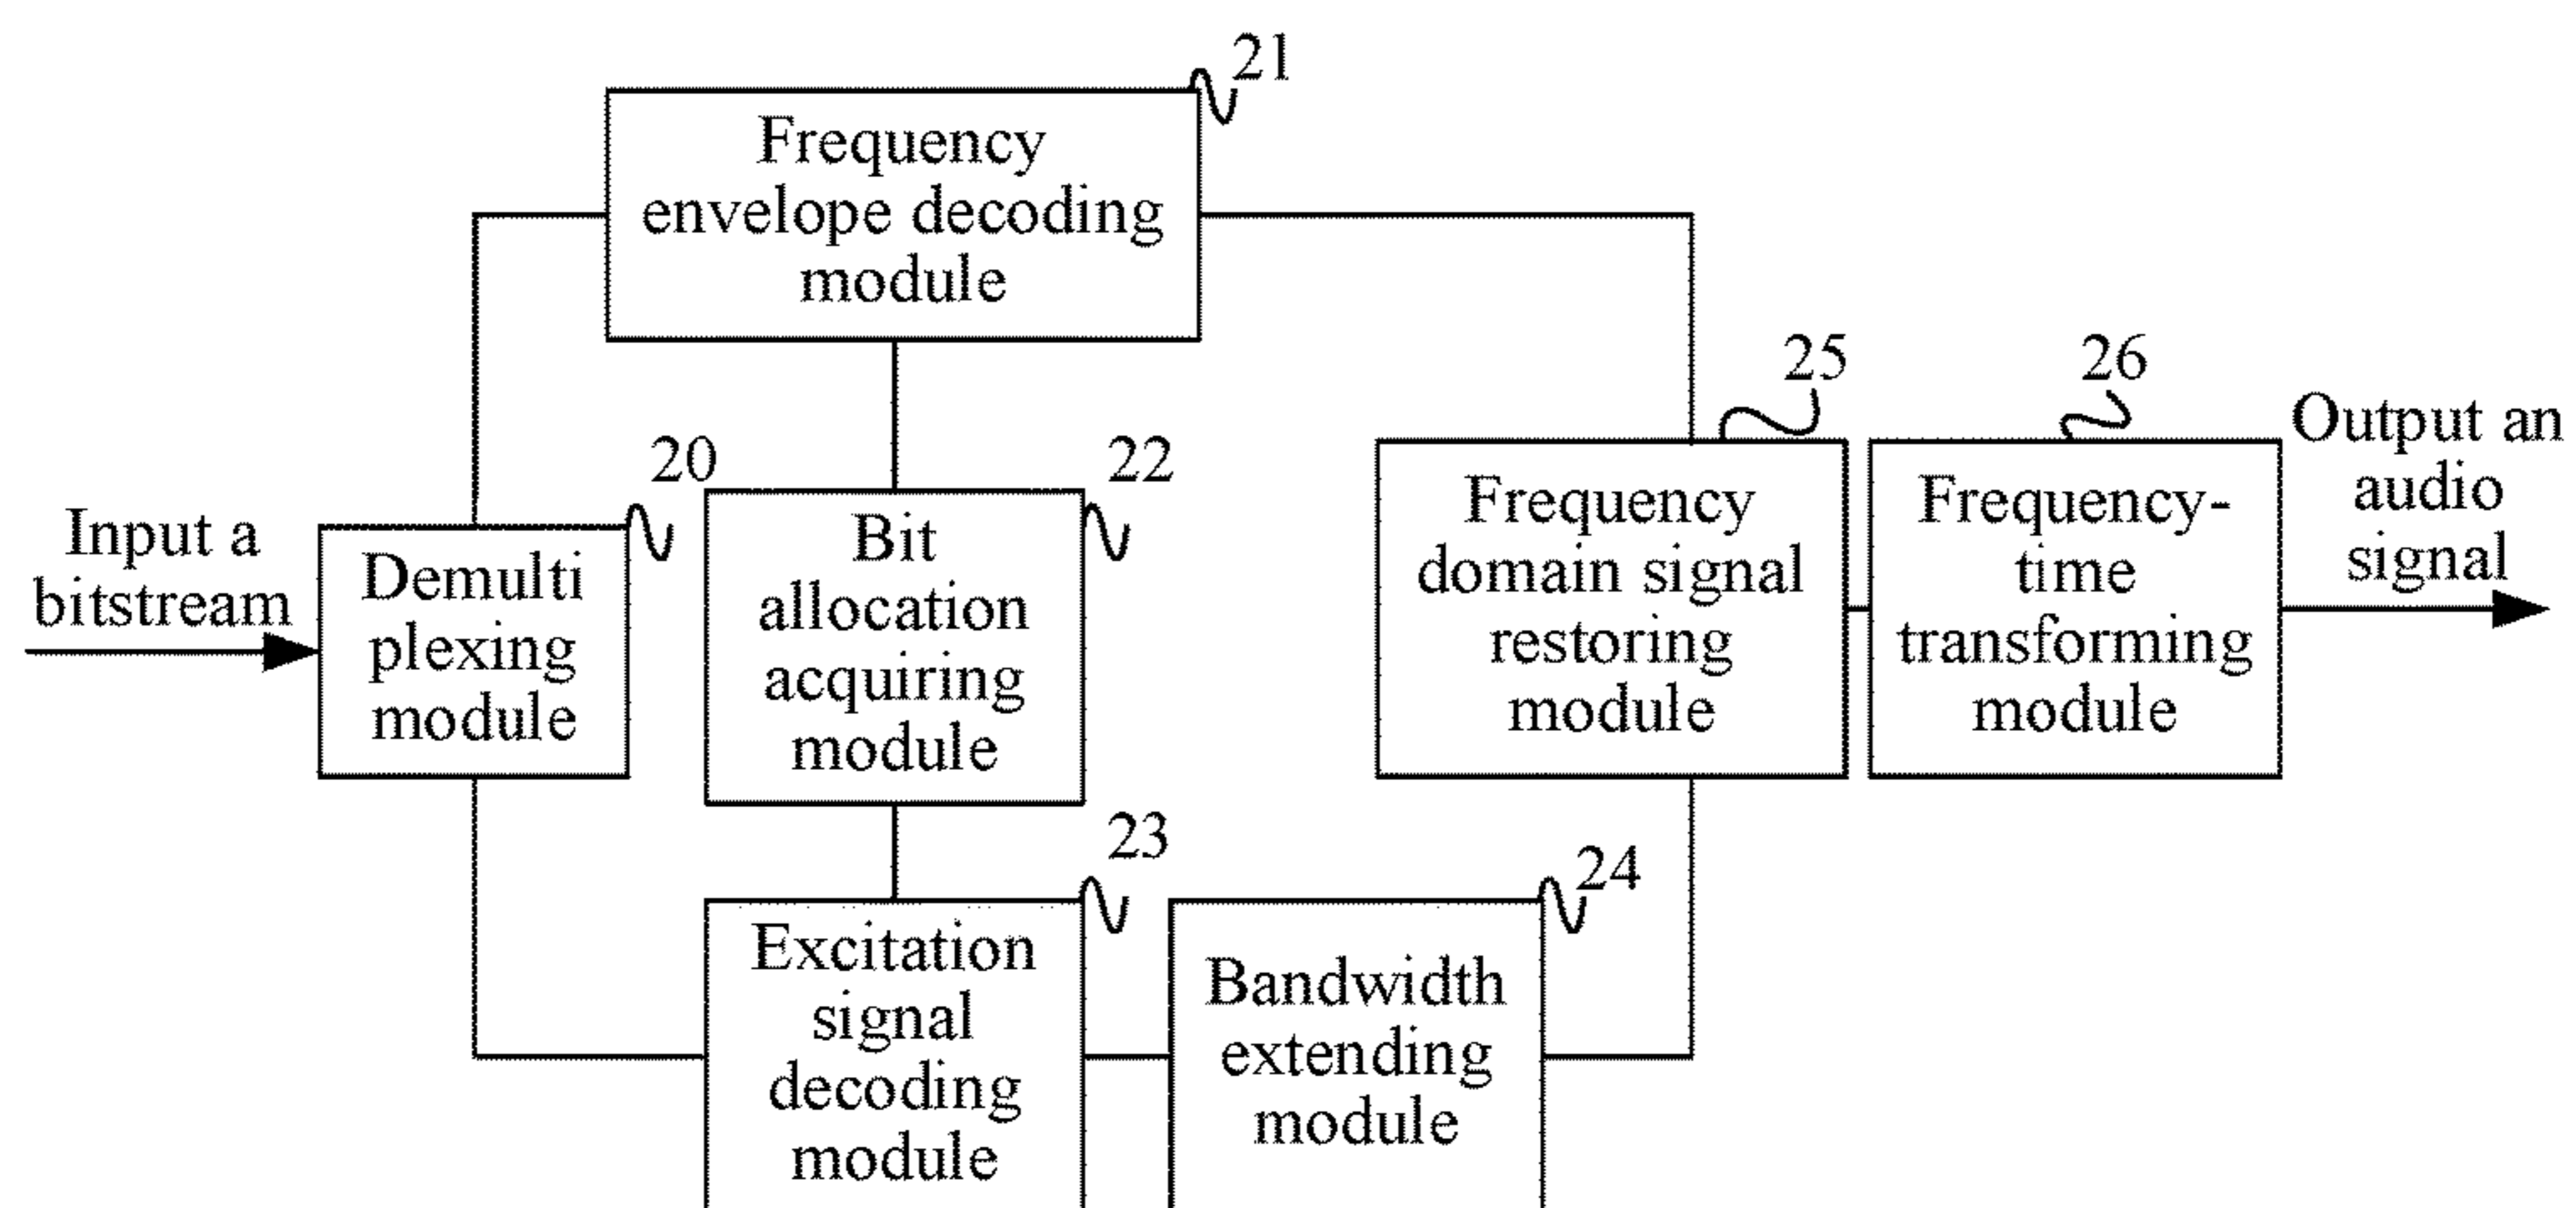 21
Frequency
envelope decoding
module
20
22
25
26
Input a
bitstream
Demulti
plexing
module
Bit
allocation
acquiring
module
Frequency
domain signal
restoring
module
Frequency-
time
transforming
module
Output an
audio
signal
23
24
Excitation
signal
decoding
module
Bandwidth
extending
module